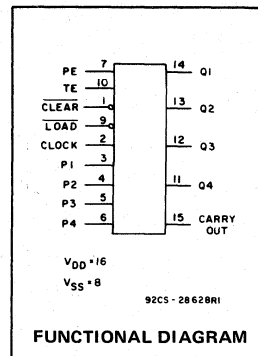 7 PE
10 TE
1 CLEAR
9 LOAD
2 CLOCK
3 P1
4 P2
5 P3
6 P4
14 Q1
13 Q2
12 Q3
11 Q4
15 CARRY OUT
VDD = 16
VSS = 8
92CS - 28628R1
FUNCTIONAL DIAGRAM